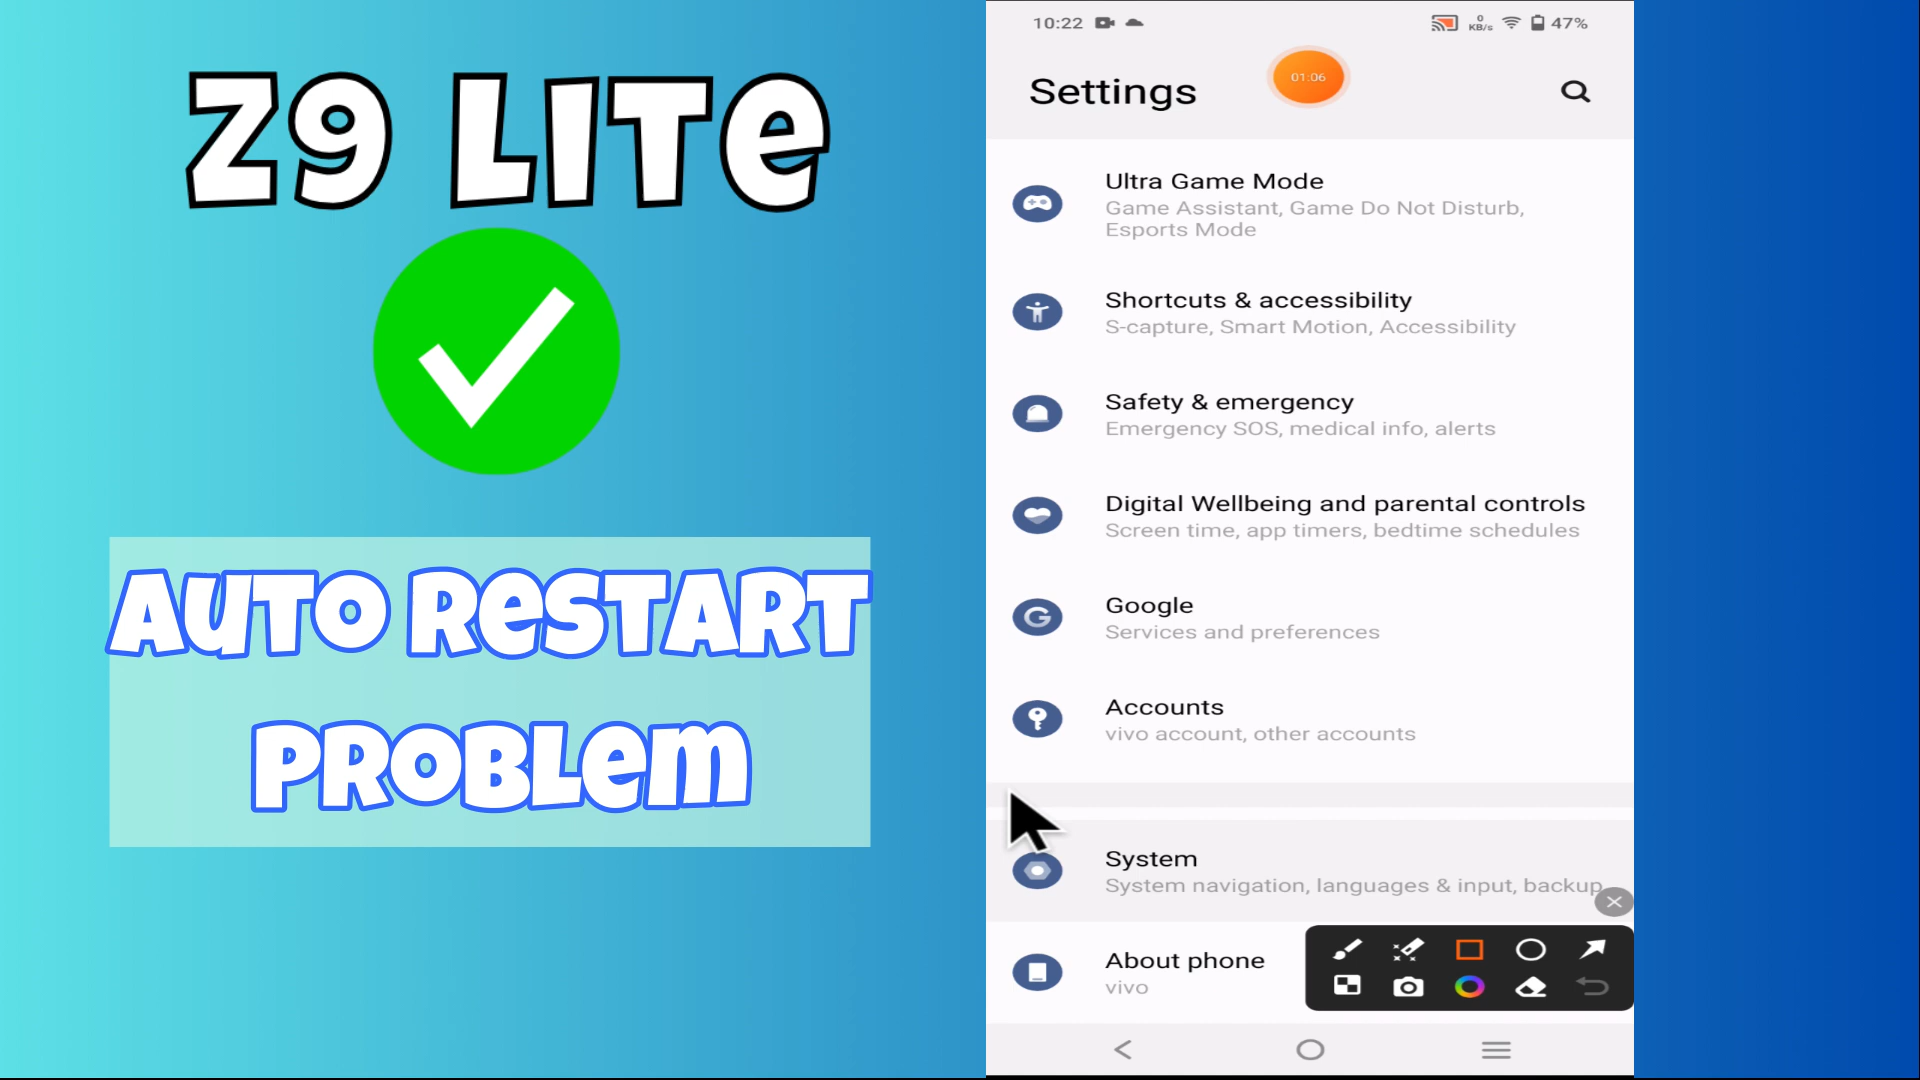 Z9 LITE
AUTO RESTART
PROBLEM
10:22
0
KB/s
47%
Settings
01:06
Ultra Game Mode
Game Assistant, Game Do Not Disturb,
Esports Mode
Shortcuts & accessibility
S-capture, Smart Motion, Accessibility
Safety & emergency
Emergency SOS, medical info, alerts
Digital Wellbeing and parental controls
Screen time, app timers, bedtime schedules
Google
Services and preferences
Accounts
vivo account, other accounts
System
System navigation, languages & input, backup
About phone
vivo